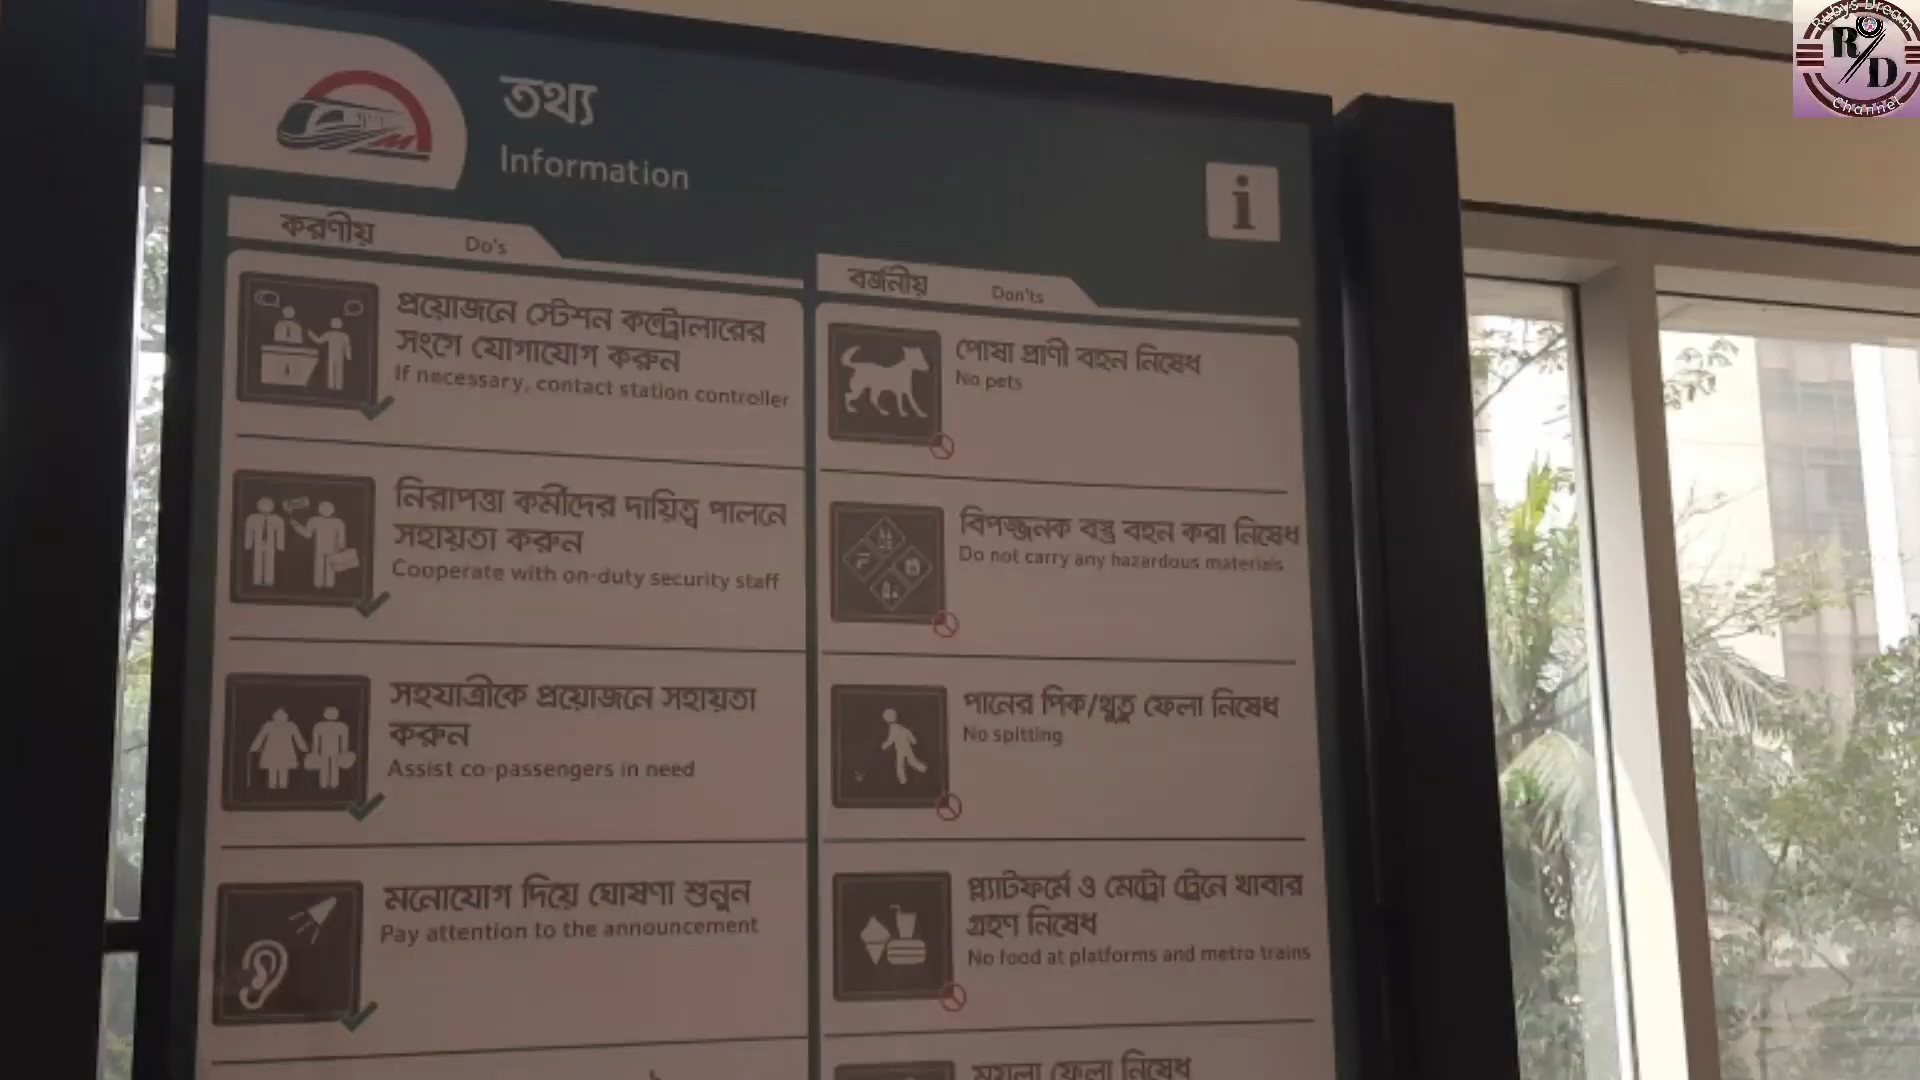 তথ্য
Information
i
করণীয় Do's
প্রয়োজনে স্টেশন কন্ট্রোলারের
সংগে যোগাযোগ করুন
If necessary, contact station controller
নিরাপত্তা কর্মীদের দায়িত্ব পালনে
সহায়তা করুন
Cooperate with on-duty security staff
সহযাত্রীকে প্রয়োজনে সহায়তা
করুন
Assist co-passengers in need
মনোযোগ দিয়ে ঘোষণা শুনুন
Pay attention to the announcement
বর্জনীয় Don'ts
পোষা প্রাণী বহন নিষেধ
No pets
বিপজ্জনক বস্তু বহন করা নিষেধ
Do not carry any hazardous materials
পানের পিক/থুতু ফেলা নিষেধ
No spitting
প্ল্যাটফর্মে ও মেট্রো ট্রেনে খাবার
গ্রহণ নিষেধ
No food at platforms and metro trains
ময়লা ফেলা নিষেধ
Rubys Dream
R D
Channel